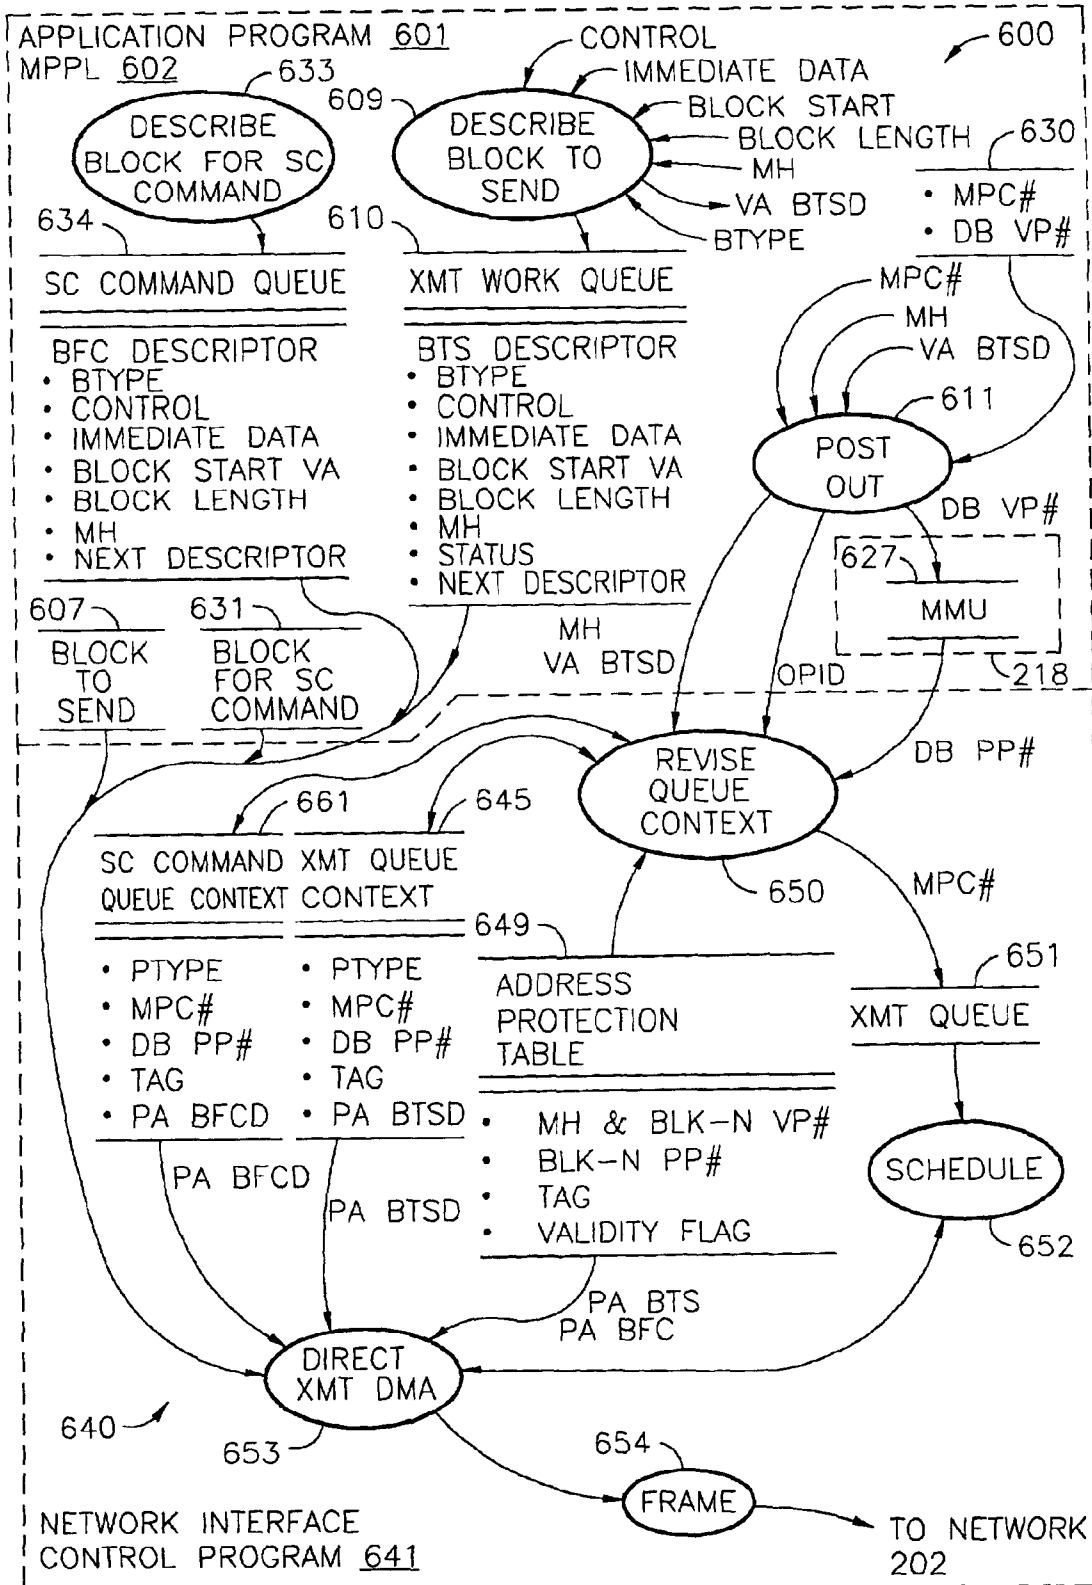 APPLICATION PROGRAM 601
MPPL 602
633
DESCRIBE
BLOCK FOR SC
COMMAND
634
SC COMMAND QUEUE
BFC DESCRIPTOR
• BTYPE
• CONTROL
• IMMEDIATE DATA
• BLOCK START VA
• BLOCK LENGTH
• MH
• NEXT DESCRIPTOR
609
DESCRIBE
BLOCK TO
SEND
CONTROL
IMMEDIATE DATA
BLOCK START
BLOCK LENGTH
MH
VA BTSD
BTYPE
600
610
XMT WORK QUEUE
BTS DESCRIPTOR
• BTYPE
• CONTROL
• IMMEDIATE DATA
• BLOCK START VA
• BLOCK LENGTH
• MH
• STATUS
• NEXT DESCRIPTOR
630
• MPC#
• DB VP#
MPC#
MH
VA BTSD
611
POST
OUT
DB VP#
627
MMU
218
607
BLOCK
TO
SEND
631
BLOCK
FOR SC
COMMAND
MH
VA BTSD
OPID
DB PP#
REVISE
QUEUE
CONTEXT
650
661
SC COMMAND
QUEUE CONTEXT
• PTYPE
• MPC#
• DB PP#
• TAG
• PA BFCD
645
XMT QUEUE
CONTEXT
• PTYPE
• MPC#
• DB PP#
• TAG
• PA BTSD
649
ADDRESS
PROTECTION
TABLE
• MH & BLK-N VP#
• BLK-N PP#
• TAG
• VALIDITY FLAG
MPC#
651
XMT QUEUE
SCHEDULE
652
PA BFCD
PA BTSD
PA BTS
PA BFC
DIRECT
XMT DMA
653
640
654
FRAME
TO NETWORK
202
NETWORK INTERFACE
CONTROL PROGRAM 641